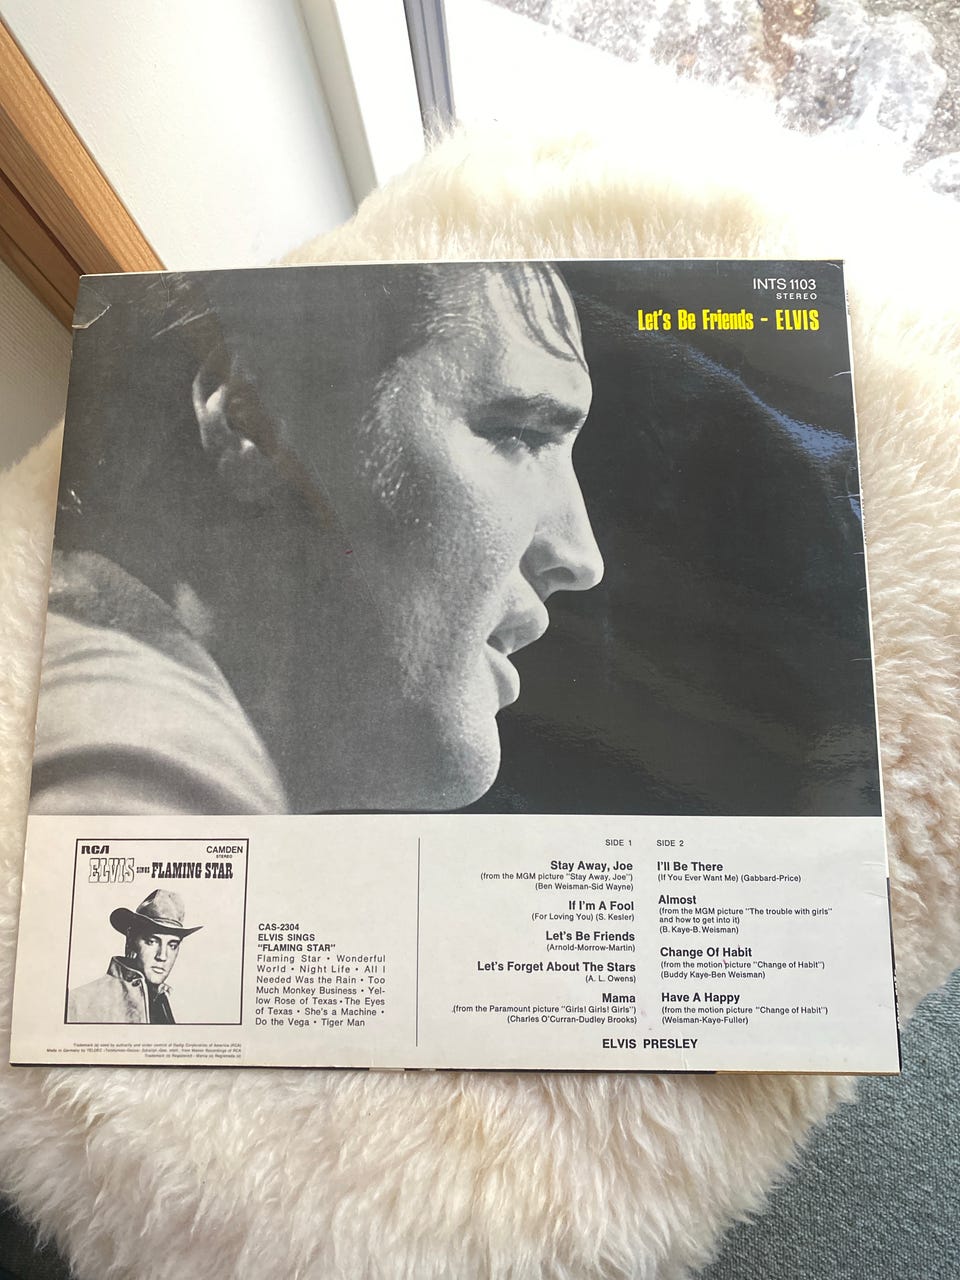 INTS 1103
STEREO
Let's Be Friends - ELVIS
RCA CAMDEN
STEREO
ELVIS SINGS FLAMING STAR
CAS-2304
ELVIS SINGS
"FLAMING STAR"
Flaming Star • Wonderful
World • Night Life • All I
Needed Was the Rain • Too
Much Monkey Business • Yel-
low Rose of Texas • The Eyes
of Texas • She's a Machine •
Do the Vega • Tiger Man
SIDE 1
Stay Away, Joe
(from the MGM picture "Stay Away, Joe")
(Ben Weisman-Sid Wayne)
If I'm A Fool
(For Loving You) (S. Kesler)
Let's Be Friends
(Arnold-Morrow-Martin)
Let's Forget About The Stars
(A. L. Owens)
Mama
(from the Paramount picture "Girls! Girls! Girls")
(Charles O'Curran-Dudley Brooks)
SIDE 2
I'll Be There
(If You Ever Want Me) (Gabbard-Price)
Almost
(from the MGM picture "The trouble with girls"
and how to get into it)
(B. Kaye-B. Weisman)
Change Of Habit
(from the motion picture "Change of Habit")
(Buddy Kaye-Ben Weisman)
Have A Happy
(from the motion picture "Change of Habit")
(Weisman-Kaye-Fuller)
ELVIS PRESLEY